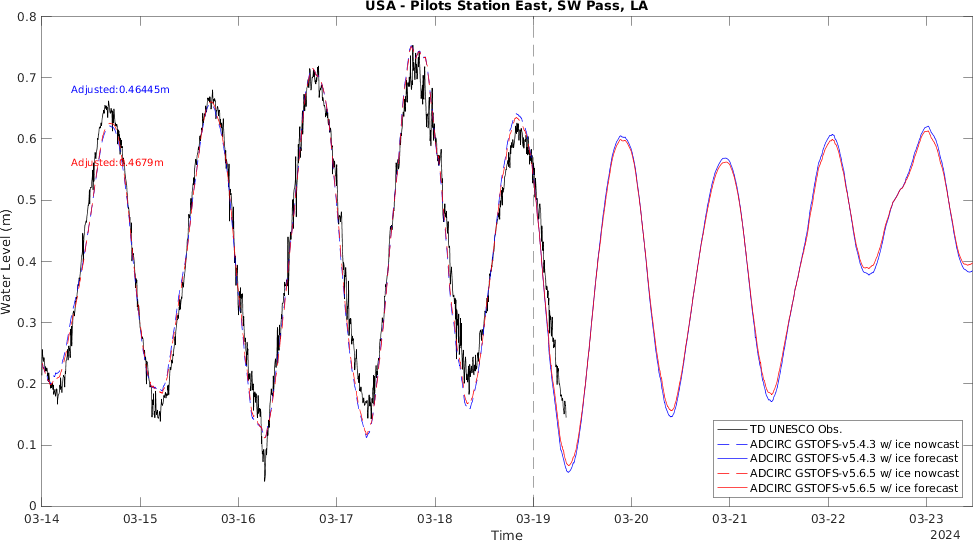 USA - Pilots Station East, SW Pass, LA
0.8
0.7
0.6
0.5
0.4
0.3
0.2
0.1
0
Water Level (m)
Adjusted:0.46445m
Adjusted:0.4679m
TD UNESCO Obs.
ADCIRC GSTOFS-v5.4.3 w/ ice nowcast
ADCIRC GSTOFS-v5.4.3 w/ ice forecast
ADCIRC GSTOFS-v5.6.5 w/ ice nowcast
ADCIRC GSTOFS-v5.6.5 w/ ice forecast
03-14 03-15 03-16 03-17 03-18 03-19 03-20 03-21 03-22 03-23
Time
2024